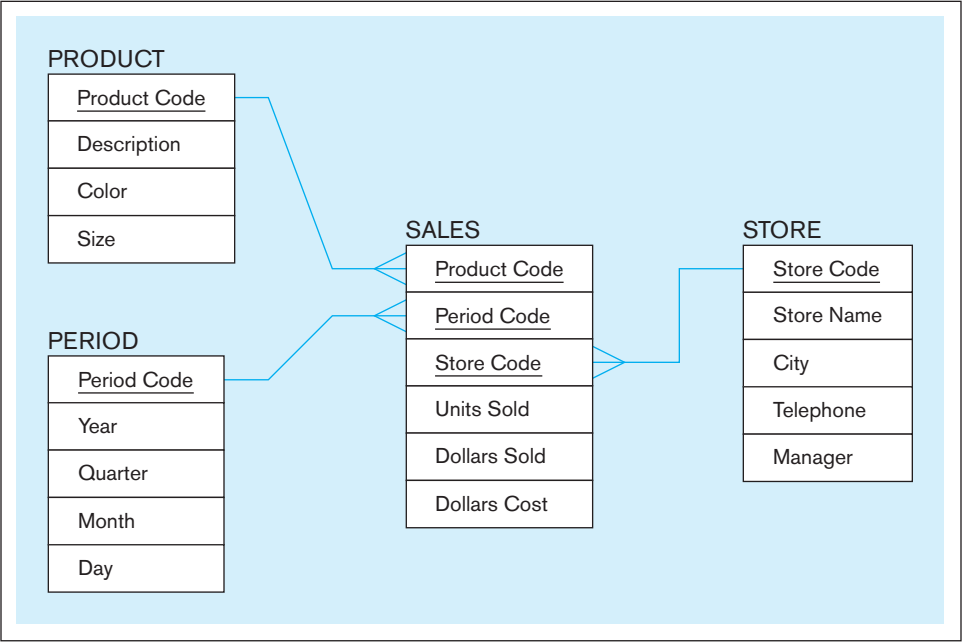 PRODUCT
Product Code
Description
Color
Size
PERIOD
Period Code
Year
Quarter
Month
Day
SALES
Product Code
Period Code
Store Code
Units Sold
Dollars Sold
Dollars Cost
STORE
Store Code
Store Name
City
Telephone
Manager